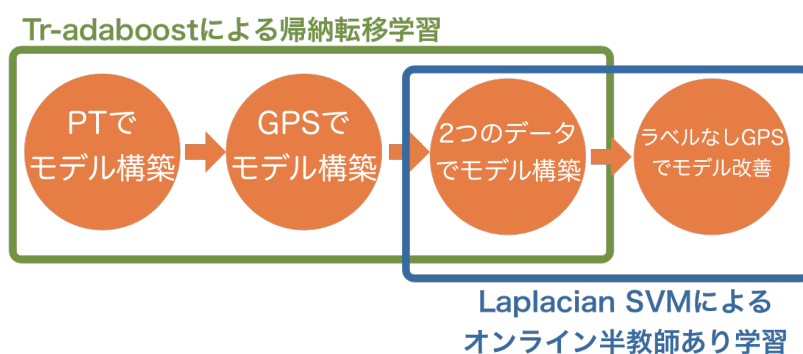 Tr-adaboostによる帰納転移学習
PTで
モデル構築
GPSで
モデル構築
2つのデータ
でモデル構築
ラベルなしGPS
でモデル改善
Laplacian SVMによる
オンライン半教師あり学習